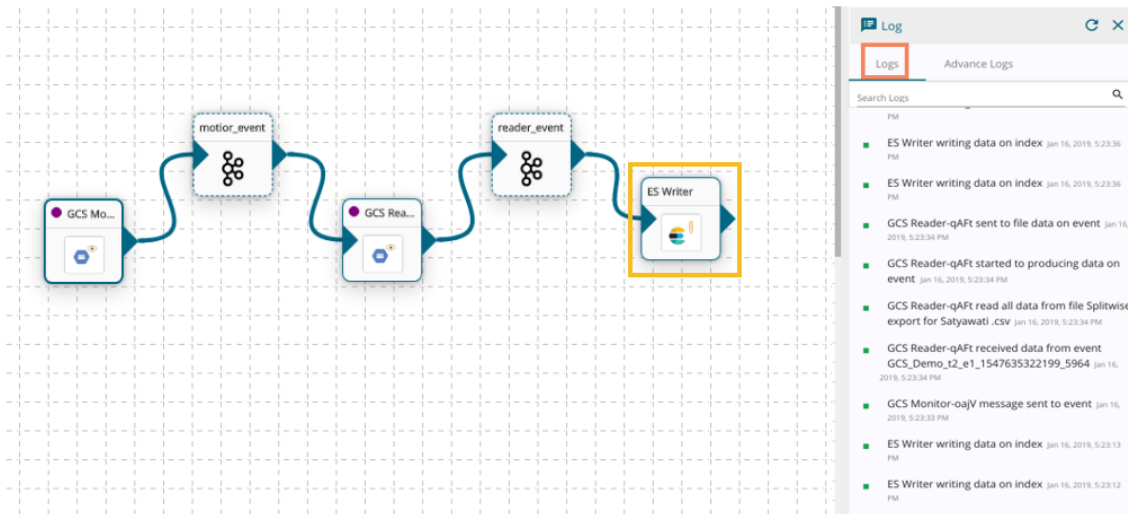 motior_event
reader_event
ES Writer
GCS Mo...
GCS Rea...
Log
Logs
Advance Logs
Search Logs
PM
ES Writer writing data on index Jan 16, 2019, 5:23:36
PM
ES Writer writing data on index Jan 16, 2019, 5:23:36
PM
GCS Reader-qAFt sent to file data on event Jan 16,
2019, 5:23:34 PM
GCS Reader-qAFt started to producing data on
event Jan 16, 2019, 5:23:34 PM
GCS Reader-qAFt read all data from file Splitwise
export for Satyawati .csv Jan 16, 2019, 5:23:34 PM
GCS Reader-qAFt received data from event
GCS_Demo_t2_e1_1547635322199_5964 Jan 16,
2019, 5:23:34 PM
GCS Monitor-oajV message sent to event Jan 16,
2019, 5:23:33 PM
ES Writer writing data on index Jan 16, 2019, 5:23:13
PM
ES Writer writing data on index Jan 16, 2019, 5:23:12
PM